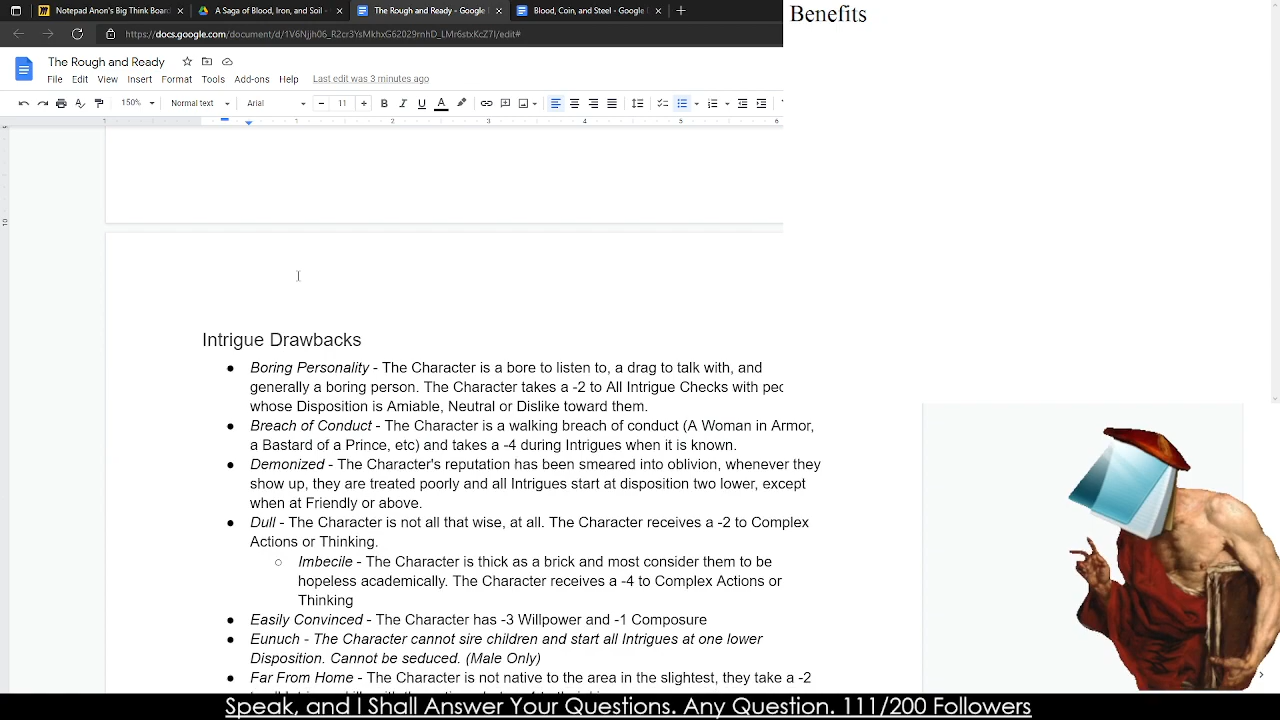 Notepad Anon's Big Think Board
A Saga of Blood, Iron, and Soil -
The Rough and Ready - Google
Blood, Coin, and Steel - Google D
Benefits
https://docs.google.com/document/d/1V6Njjh06_R2cr3YsMkhxG62029rnhD_LMr6stxKcZ7I/edit#
The Rough and Ready
File Edit View Insert Format Tools Add-ons Help Last edit was 3 minutes ago
150% Normal text Arial 11 B I U A
1 1 2 3 4 5 6
10
Intrigue Drawbacks
● Boring Personality - The Character is a bore to listen to, a drag to talk with, and
generally a boring person. The Character takes a -2 to All Intrigue Checks with
whose Disposition is Amiable, Neutral or Dislike toward them.
● Breach of Conduct - The Character is a walking breach of conduct (A Woman in Armor,
a Bastard of a Prince, etc) and takes a -4 during Intrigues when it is known.
● Demonized - The Character's reputation has been smeared into oblivion, whenever they
show up, they are treated poorly and all Intrigues start at disposition two lower, except
when at Friendly or above.
● Dull - The Character is not all that wise, at all. The Character receives a -2 to Complex
Actions or Thinking.
○ Imbecile - The Character is thick as a brick and most consider them to be
hopeless academically. The Character receives a -4 to Complex Actions or
Thinking
● Easily Convinced - The Character has -3 Willpower and -1 Composure
● Eunuch - The Character cannot sire children and start all Intrigues at one lower
Disposition. Cannot be seduced. (Male Only)
● Far From Home - The Character is not native to the area in the slightest, they take a -2
Speak, and I Shall Answer Your Questions. Any Question. 111/200 Followers